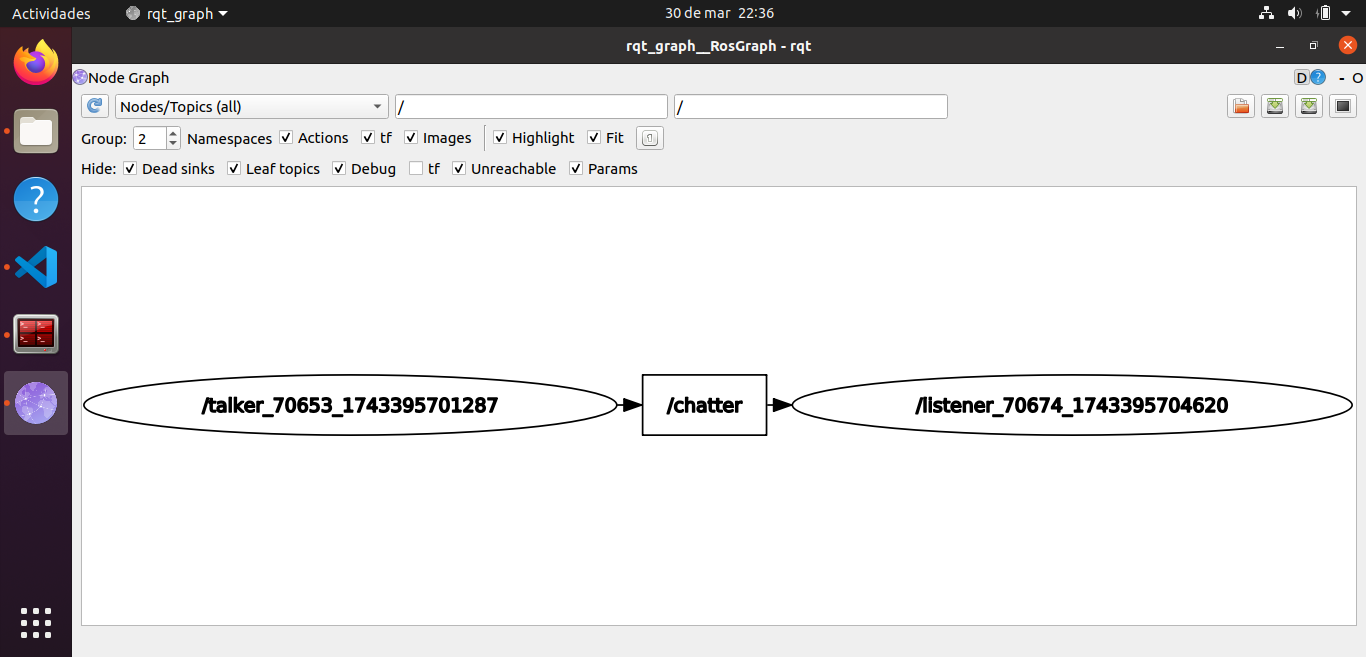 Actividades rqt_graph 30 de mar 22:36
rqt_graph__RosGraph - rqt
Node Graph D ? - O
Nodes/Topics (all) / /
Group: 2 Namespaces Actions tf Images Highlight Fit
Hide: Dead sinks Leaf topics Debug tf Unreachable Params
/talker_70653_1743395701287 /chatter /listener_70674_1743395704620